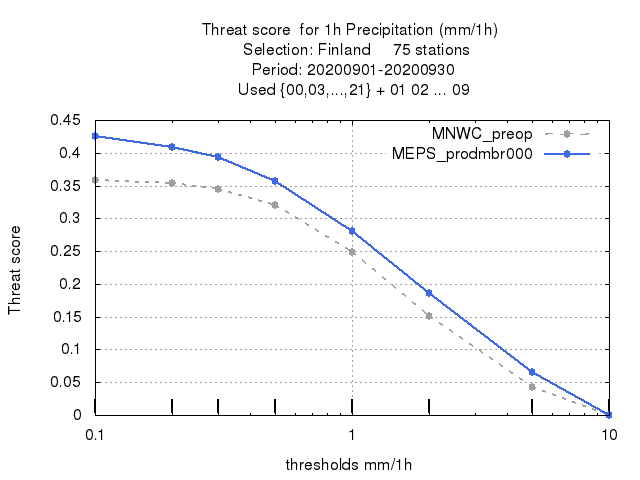 Threat score  for 1h Precipitation (mm/1h)
Selection: Finland     75 stations
Period: 20200901-20200930
Used {00,03,...,21} + 01 02 ... 09
MNWC_preop
MEPS_prodmbr000
0.45
0.4
0.35
0.3
0.25
0.2
0.15
0.1
0.05
0
Threat score
0.1 1 10
thresholds mm/1h